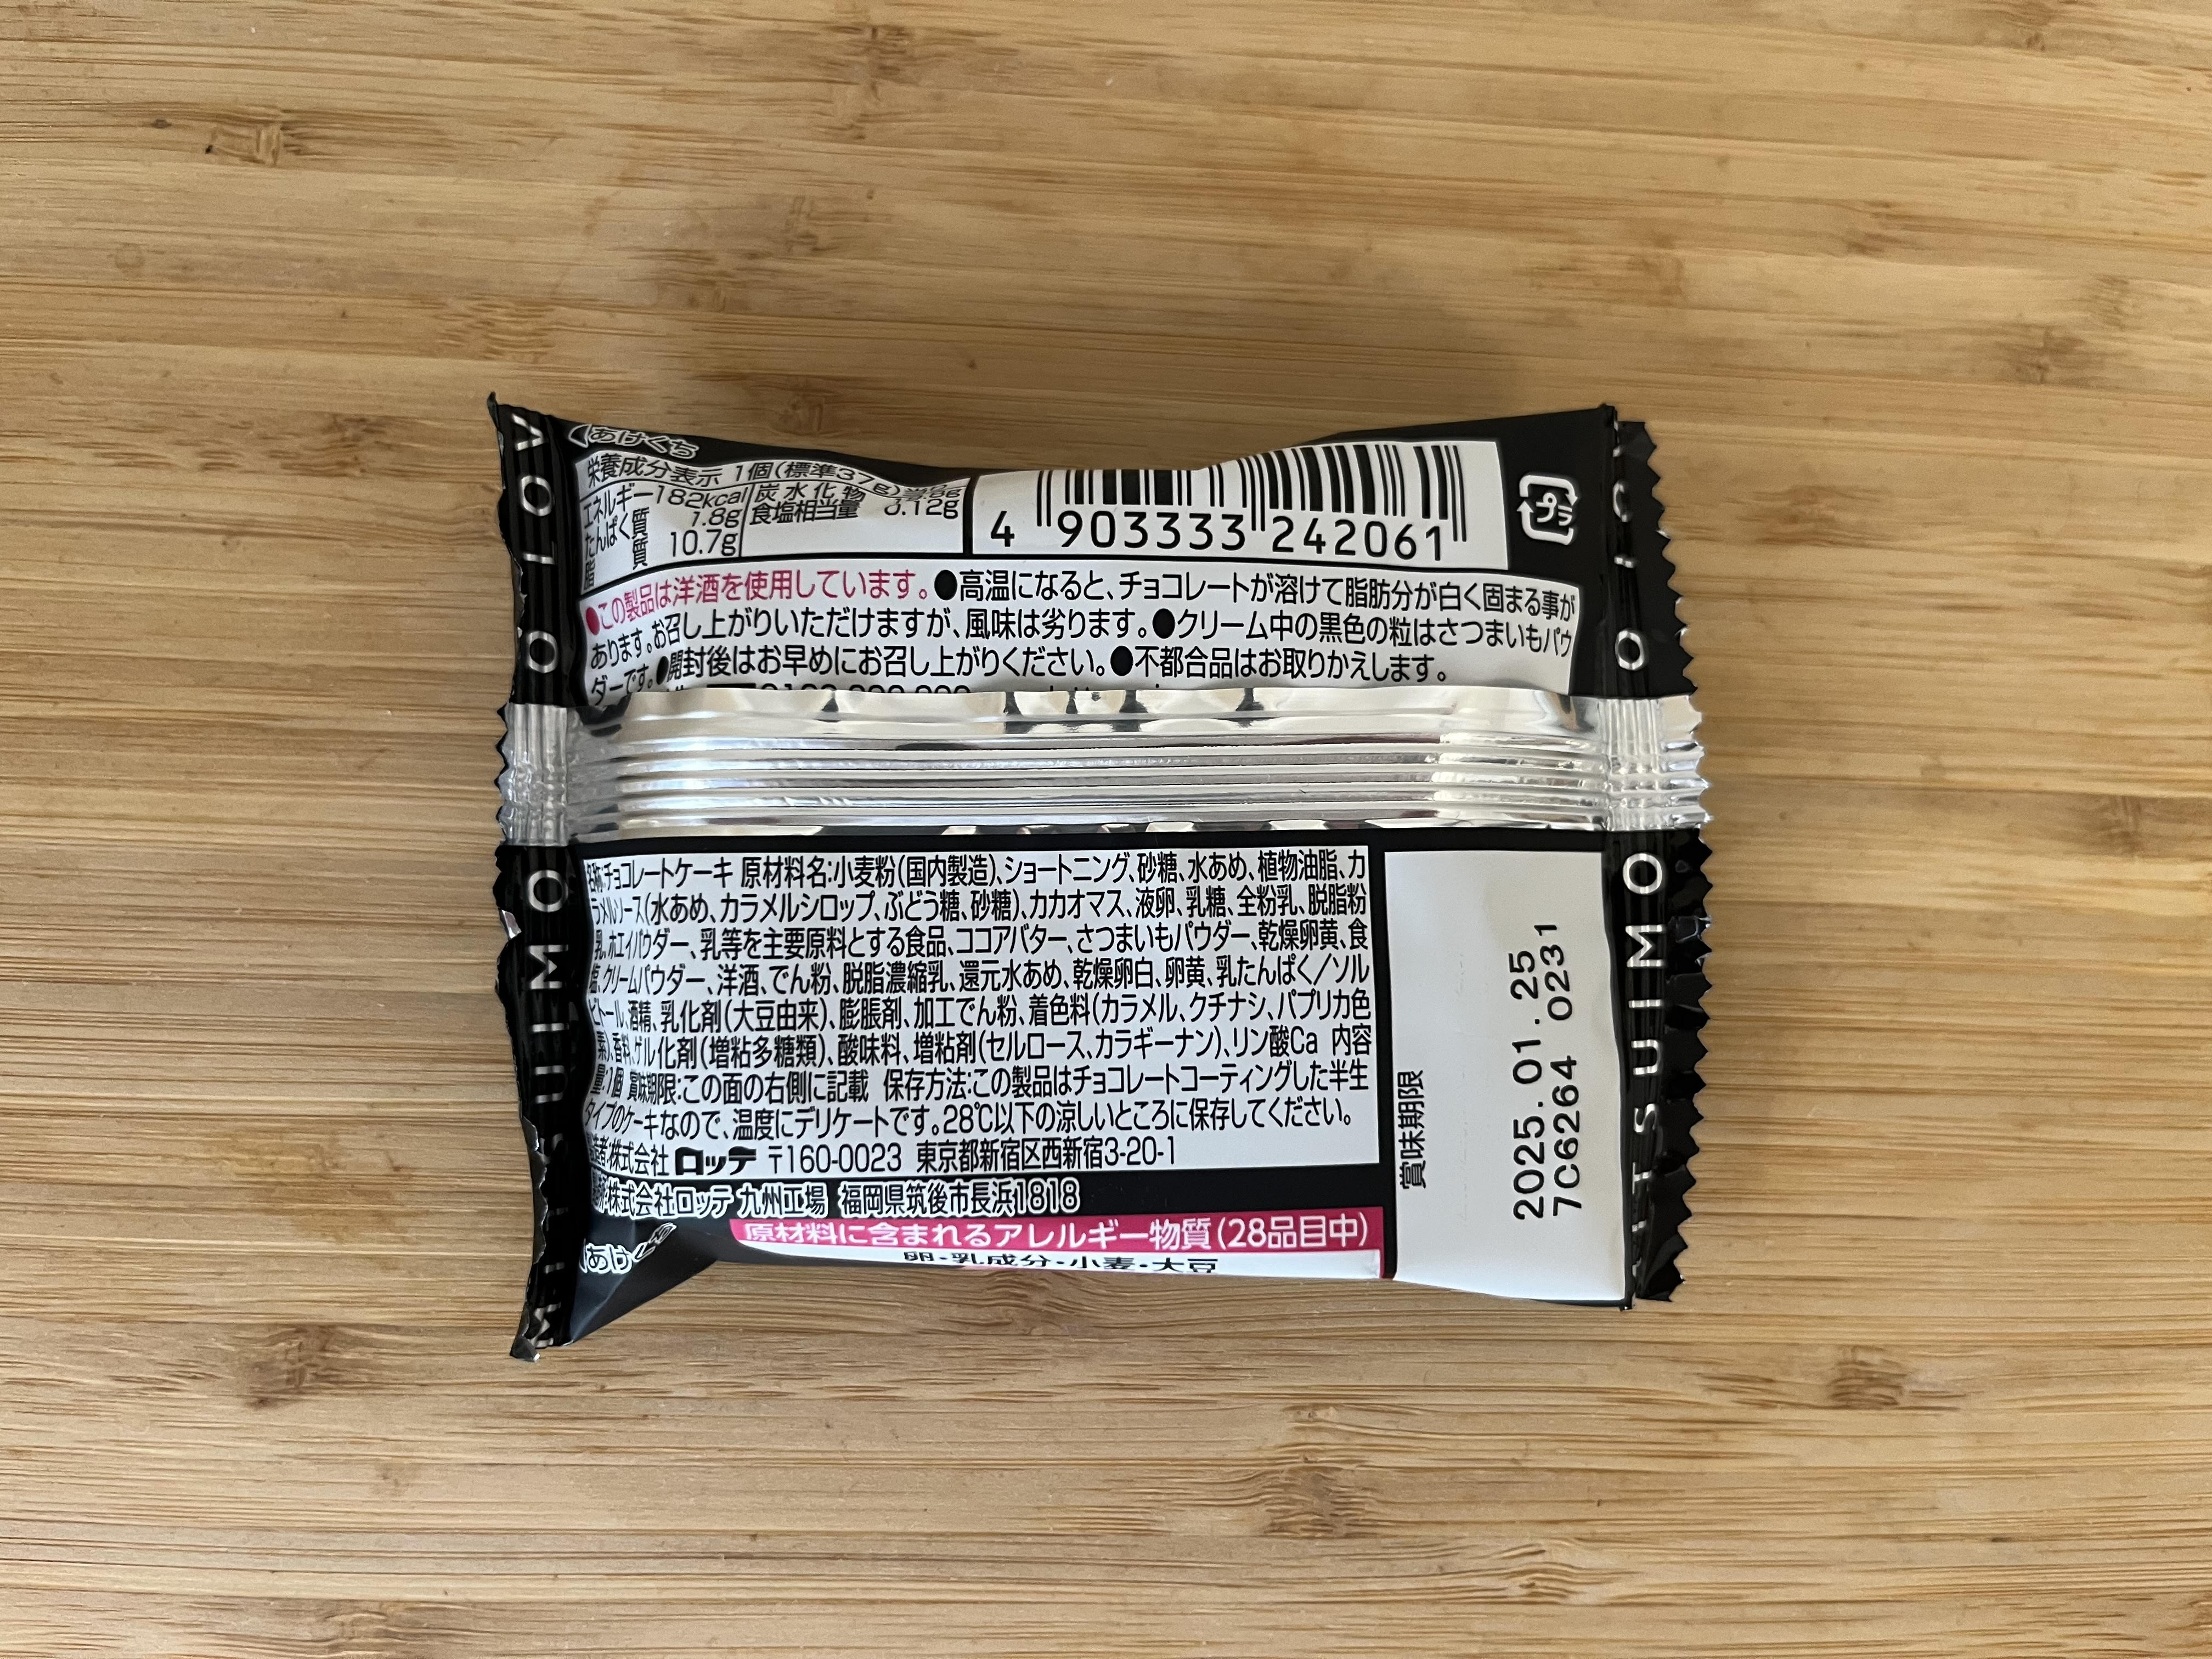 あけくち
栄養成分表示 1個(標準37g)
エネルギー 182kcal 炭水化物
たんぱく質 1.8g 食塩相当量 0.12g
脂質 10.7g
4 903333 242061
プラ
●この製品は洋酒を使用しています。●高温になると、チョコレートが溶けて脂肪分が白く固まる事が
あります。お召し上がりいただけますが、風味は劣ります。●クリーム中の黒色の粒はさつまいもパウ
ダーです。●開封後はお早めにお召し上がりください。●不都合品はお取りかえします。
名称:チョコレートケーキ 原材料名:小麦粉(国内製造)、ショートニング、砂糖、水あめ、植物油脂、カ
ラメルソース(水あめ、カラメルシロップ、ぶどう糖、砂糖)、カカオマス、液卵、乳糖、全粉乳、脱脂粉
乳、ホエイパウダー、乳等を主要原料とする食品、ココアバター、さつまいもパウダー、乾燥卵黄、食
塩、クリームパウダー、洋酒、でん粉、脱脂濃縮乳、還元水あめ、乾燥卵白、卵黄、乳たんぱく/ソル
ビトール、酒精、乳化剤(大豆由来)、膨脹剤、加工でん粉、着色料(カラメル、クチナシ、パプリカ色
素)、香料、ゲル化剤(増粘多糖類)、酸味料、増粘剤(セルロース、カラギーナン)、リン酸Ca 内容
量:1個 賞味期限:この面の右側に記載 保存方法:この製品はチョコレートコーティングした半生
タイプのケーキなので、温度にデリケートです。28℃以下の涼しいところに保存してください。
製造者:株式会社 ロッテ 〒160-0023 東京都新宿区西新宿3-20-1
株式会社ロッテ 九州工場 福岡県筑後市長浜1818
原材料に含まれるアレルギー物質(28品目中)
卵・乳成分・小麦・大豆
あけ
賞味期限
2025.01.25
7C6264 0231
MITSUIMO
O LOV
TSUIMO